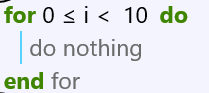 for 0 ≤ i < 10 do
do nothing
end for